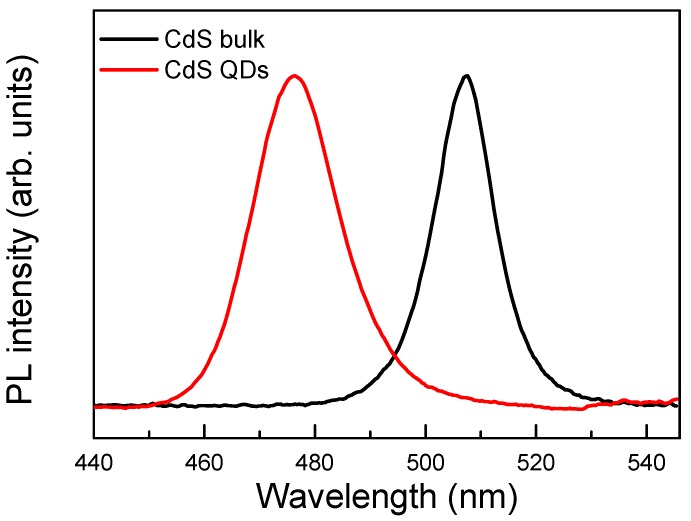 CdS bulk
CdS QDs
PL intensity (arb. units)
440 460 480 500 520 540
Wavelength (nm)